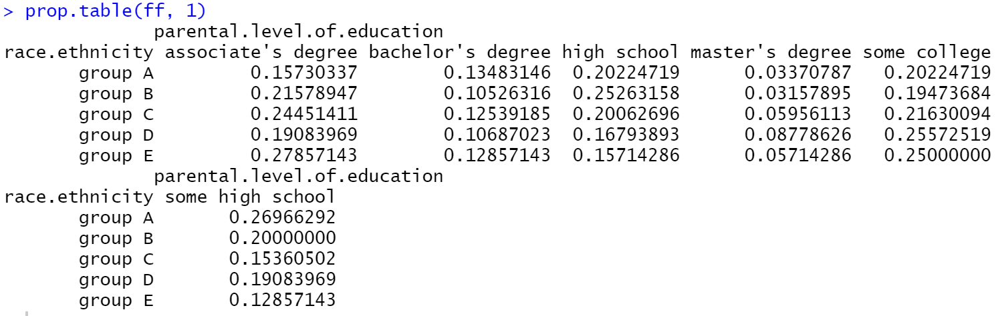 > prop.table(ff, 1)
              parental.level.of.education
race.ethnicity associate's degree bachelor's degree high school master's degree some college
       group A         0.15730337        0.13483146  0.20224719      0.03370787   0.20224719
       group B         0.21578947        0.10526316  0.25263158      0.03157895   0.19473684
       group C         0.24451411        0.12539185  0.20062696      0.05956113   0.21630094
       group D         0.19083969        0.10687023  0.16793893      0.08778626   0.25572519
       group E         0.27857143        0.12857143  0.15714286      0.05714286   0.25000000
              parental.level.of.education
race.ethnicity some high school
       group A       0.26966292
       group B       0.20000000
       group C       0.15360502
       group D       0.19083969
       group E       0.12857143